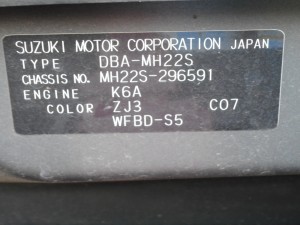 SUZUKI MOTOR CORPORATION JAPAN
TYPE DBA-MH22S
CHASSIS NO. MH22S-296591
ENGINE K6A
COLOR ZJ3 C07
WFBD-S5